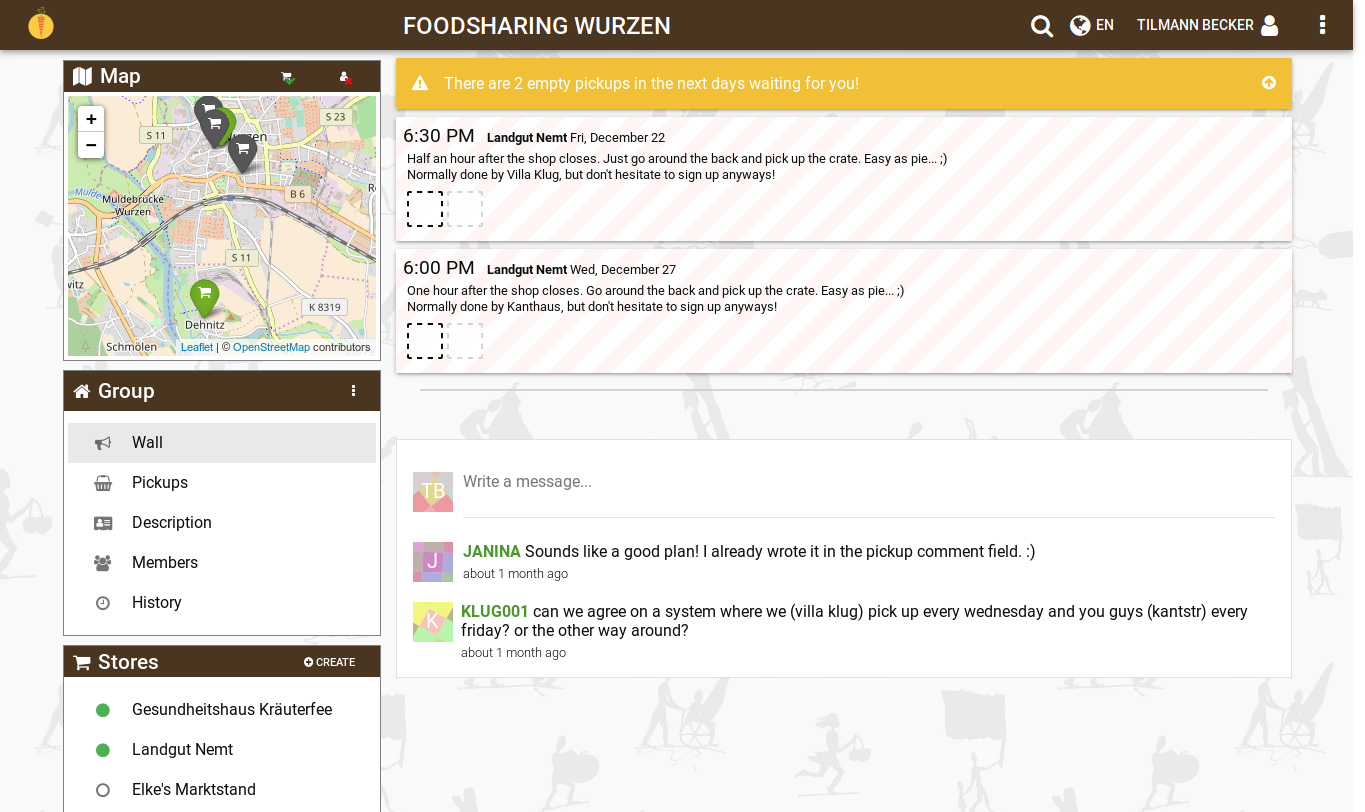 FOODSHARING WURZEN
EN
TILMANN BECKER
Map
+
−
S 11
S 23
B 6
Muldebrücke
Wurzen
S 11
K 8319
Dehnitz
Schmölen
Leaflet | © OpenStreetMap contributors
Group
Wall
Pickups
Description
Members
History
Stores
CREATE
Gesundheitshaus Kräuterfee
Landgut Nemt
Elke's Marktstand
There are 2 empty pickups in the next days waiting for you!
6:30 PM Landgut Nemt Fri, December 22
Half an hour after the shop closes. Just go around the back and pick up the crate. Easy as pie... ;)
Normally done by Villa Klug, but don't hesitate to sign up anyways!
6:00 PM Landgut Nemt Wed, December 27
One hour after the shop closes. Go around the back and pick up the crate. Easy as pie... ;)
Normally done by Kanthaus, but don't hesitate to sign up anyways!
TB
Write a message...
J
JANINA Sounds like a good plan! I already wrote it in the pickup comment field. :)
about 1 month ago
K
KLUG001 can we agree on a system where we (villa klug) pick up every wednesday and you guys (kantstr) every
friday? or the other way around?
about 1 month ago